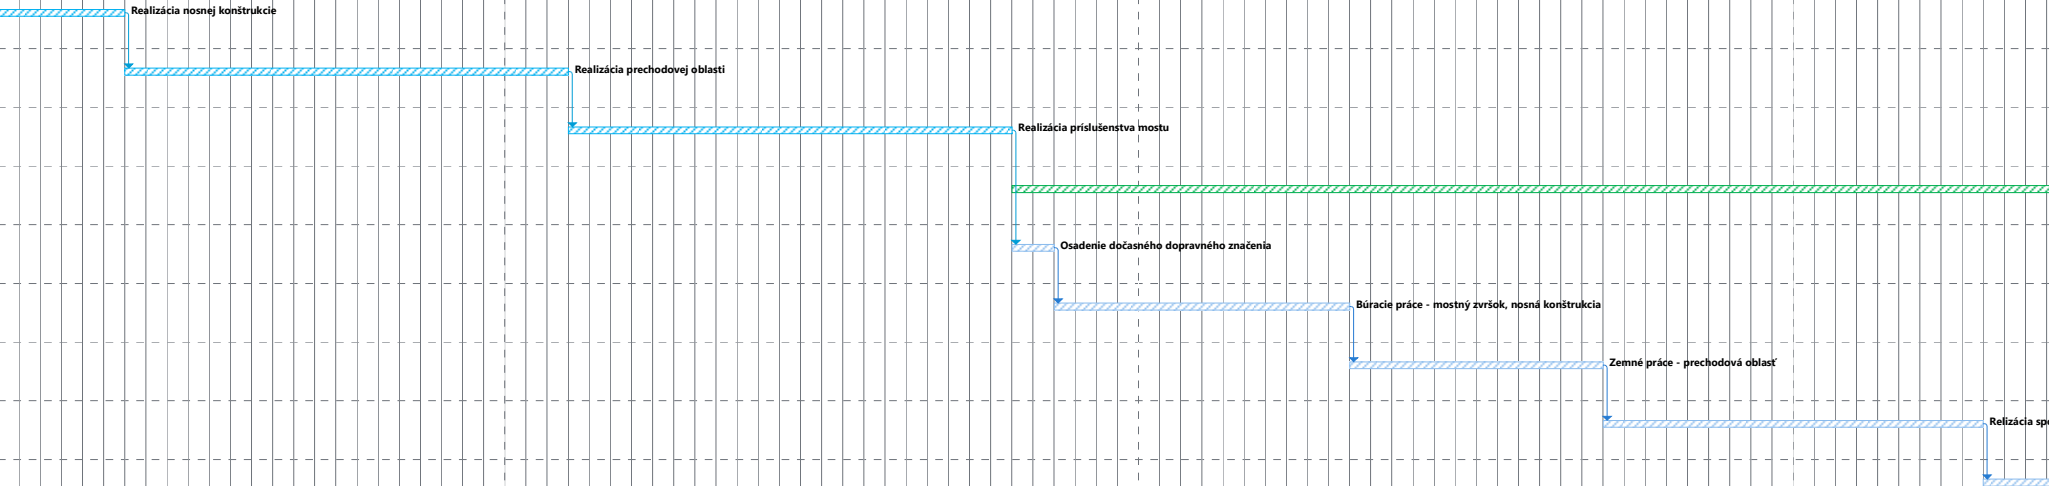 Realizácia nosnej konštrukcie
Realizácia prechodovej oblasti
Realizácia príslušenstva mostu
Osadenie dočasného dopravného značenia
Búracie práce - mostný zvršok, nosná konštrukcia
Zemné práce - prechodová oblasť
Relizácia